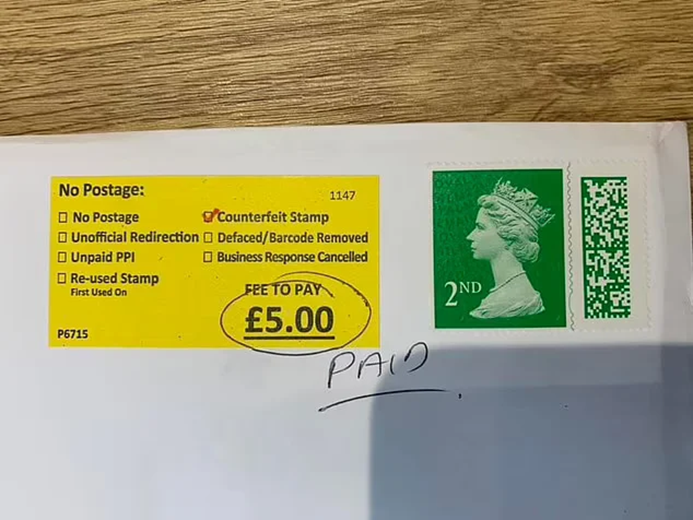 No Postage:
1147
☐ No Postage
☑ Counterfeit Stamp
☐ Unofficial Redirection
☐ Defaced/Barcode Removed
☐ Unpaid PPI
☐ Business Response Cancelled
☐ Re-used Stamp
First Used On
FEE TO PAY
£5.00
P6715
PAID
2ND